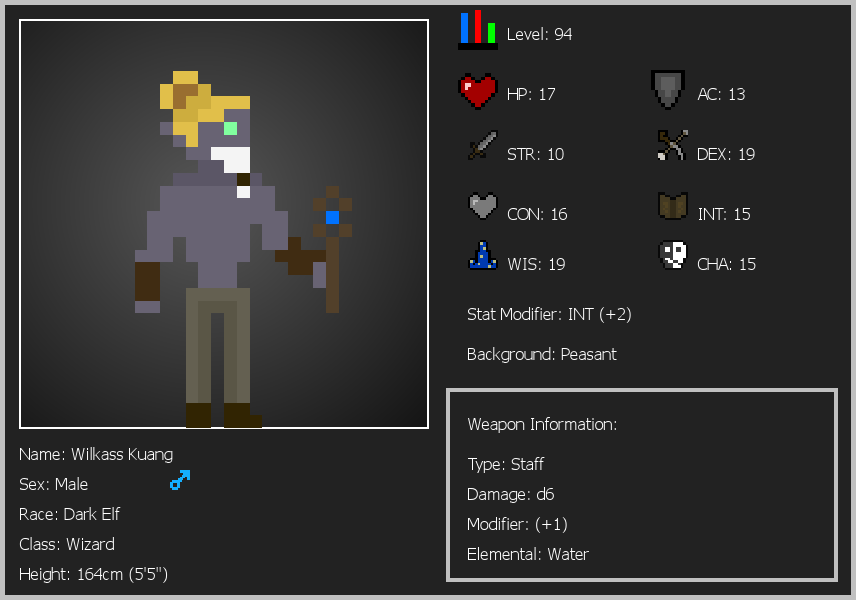 Level: 94
HP: 17
AC: 13
STR: 10
DEX: 19
CON: 16
INT: 15
WIS: 19
CHA: 15
Stat Modifier: INT (+2)
Background: Peasant
Weapon Information:
Type: Staff
Damage: d6
Modifier: (+1)
Elemental: Water
Name: Wilkass Kuang
Sex: Male
Race: Dark Elf
Class: Wizard
Height: 164cm (5'5")